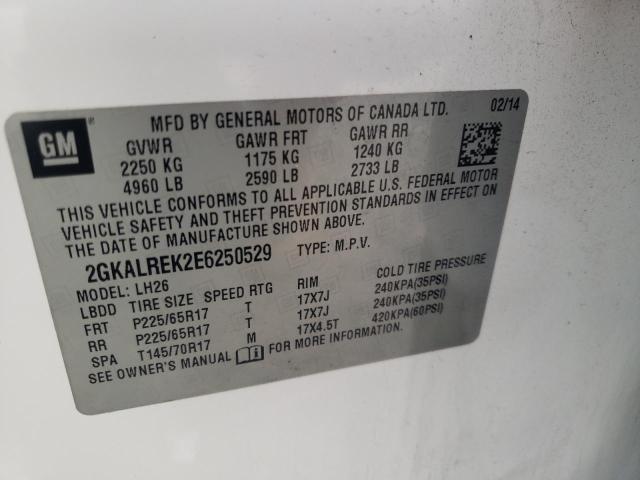 MFD BY GENERAL MOTORS OF CANADA LTD. 02/14
GM ®
GVWR GAWR FRT GAWR RR
2250 KG 1175 KG 1240 KG
4960 LB 2590 LB 2733 LB
THIS VEHICLE CONFORMS TO ALL APPLICABLE U.S. FEDERAL MOTOR
VEHICLE SAFETY AND THEFT PREVENTION STANDARDS IN EFFECT ON
THE DATE OF MANUFACTURE SHOWN ABOVE.
2GKALREK2E6250529 TYPE: M.P.V.
MODEL: LH26
LBDD TIRE SIZE SPEED RTG RIM COLD TIRE PRESSURE
FRT P225/65R17 T 17X7J 240KPA(35PSI)
RR P225/65R17 T 17X7J 240KPA(35PSI)
SPA T145/70R17 M 17X4.5T 420KPA(60PSI)
SEE OWNER'S MANUAL FOR MORE INFORMATION